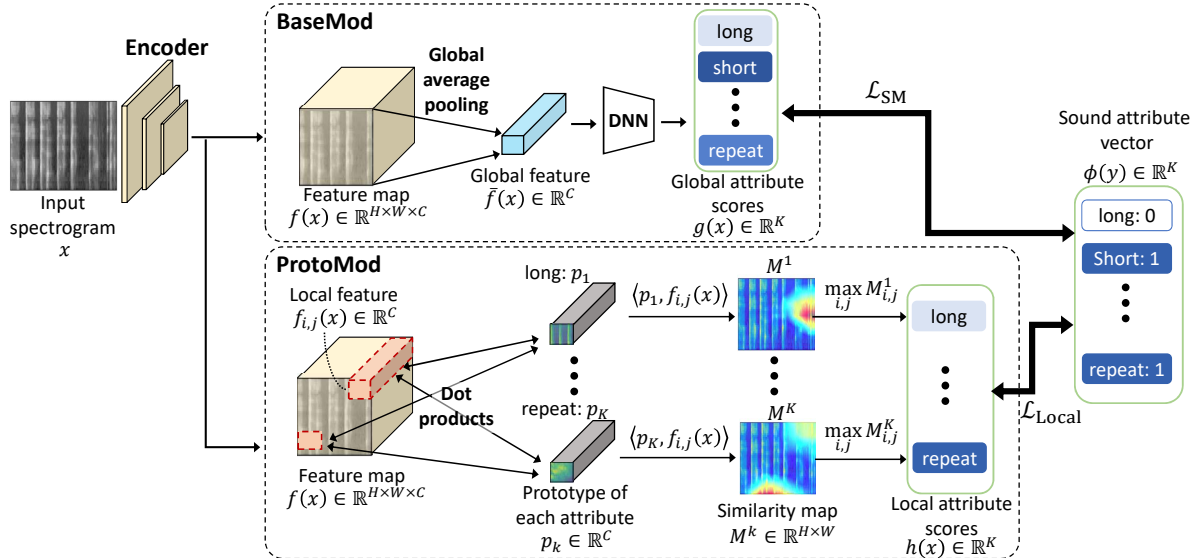 BaseMod
Encoder
Input
spectrogram
𝑥
Global
average
pooling
Feature map
𝑓(𝑥) ∈ ℝ^{𝐻×𝑊×𝐶}
Global feature
𝑓̄(𝑥) ∈ ℝ^𝐶
DNN
long
short
repeat
Global attribute
scores
𝑔(𝑥) ∈ ℝ^𝐾
ℒ_SM
Sound attribute
vector
𝜙(𝑦) ∈ ℝ^𝐾
long: 0
Short: 1
repeat: 1
ProtoMod
Local feature
𝑓_{𝑖,𝑗}(𝑥) ∈ ℝ^𝐶
Dot
products
Feature map
𝑓(𝑥) ∈ ℝ^{𝐻×𝑊×𝐶}
long: 𝑝_1
repeat: 𝑝_K
Prototype of
each attribute
𝑝_𝑘 ∈ ℝ^𝐶
⟨𝑝_1, 𝑓_{𝑖,𝑗}(𝑥)⟩
⟨𝑝_𝐾, 𝑓_{𝑖,𝑗}(𝑥)⟩
𝑀^1
𝑀^𝐾
Similarity map
𝑀^𝑘 ∈ ℝ^{𝐻×𝑊}
max_{𝑖,𝑗} 𝑀^1_{𝑖,𝑗}
max_{𝑖,𝑗} 𝑀^𝐾_{𝑖,𝑗}
long
repeat
Local attribute
scores
ℎ(𝑥) ∈ ℝ^𝐾
ℒ_Local